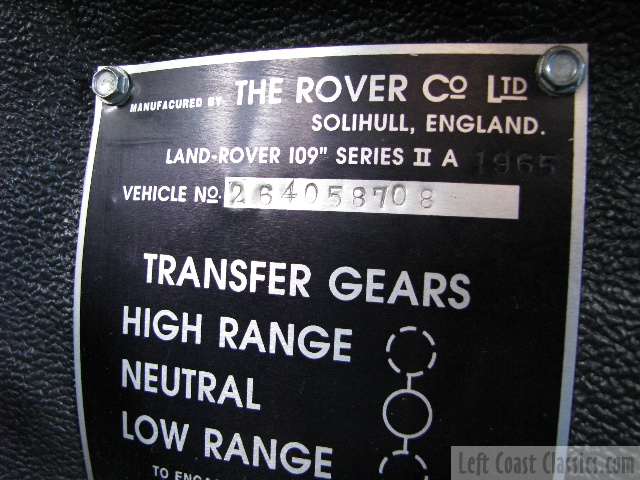 MANUFACURED BY THE ROVER Co LTD
SOLIHULL, ENGLAND.
LAND-ROVER 109" SERIES II A 1965
VEHICLE No. 264058708
TRANSFER GEARS
HIGH RANGE
NEUTRAL
LOW RANGE
TO
Left Coast Classics.com